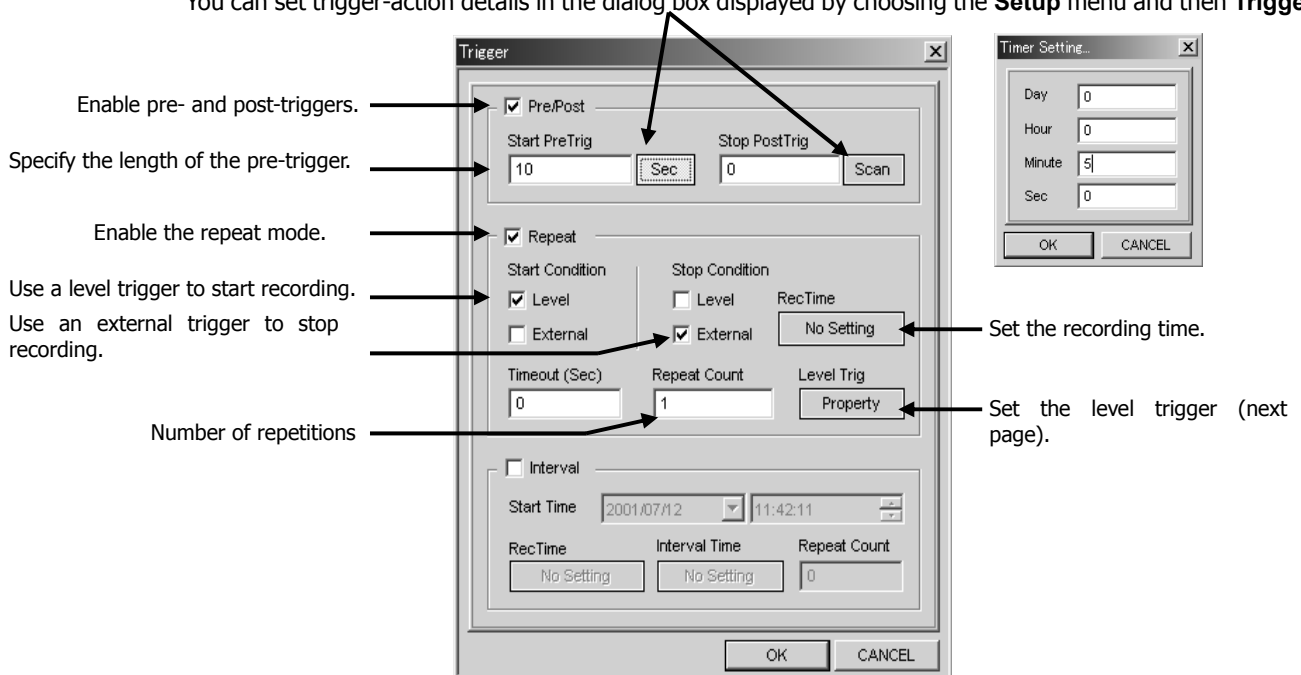 You can set trigger-action details in the dialog box displayed by choosing the Setup menu and then Trigge
Trigger
Enable pre- and post-triggers.
Pre/Post
Start PreTrig
Stop PostTrig
Specify the length of the pre-trigger.
10
Sec
0
Scan
Enable the repeat mode.
Repeat
Start Condition
Stop Condition
Use a level trigger to start recording.
Level
Level
RecTime
Use an external trigger to stop
recording.
External
External
No Setting
Set the recording time.
Timeout (Sec)
Repeat Count
Level Trig
0
1
Property
Set the level trigger (next
page).
Number of repetitions
Interval
Start Time
2001/07/12
11:42:11
RecTime
Interval Time
Repeat Count
No Setting
No Setting
0
OK
CANCEL
Timer Setting...
Day
0
Hour
0
Minute
5
Sec
0
OK
CANCEL